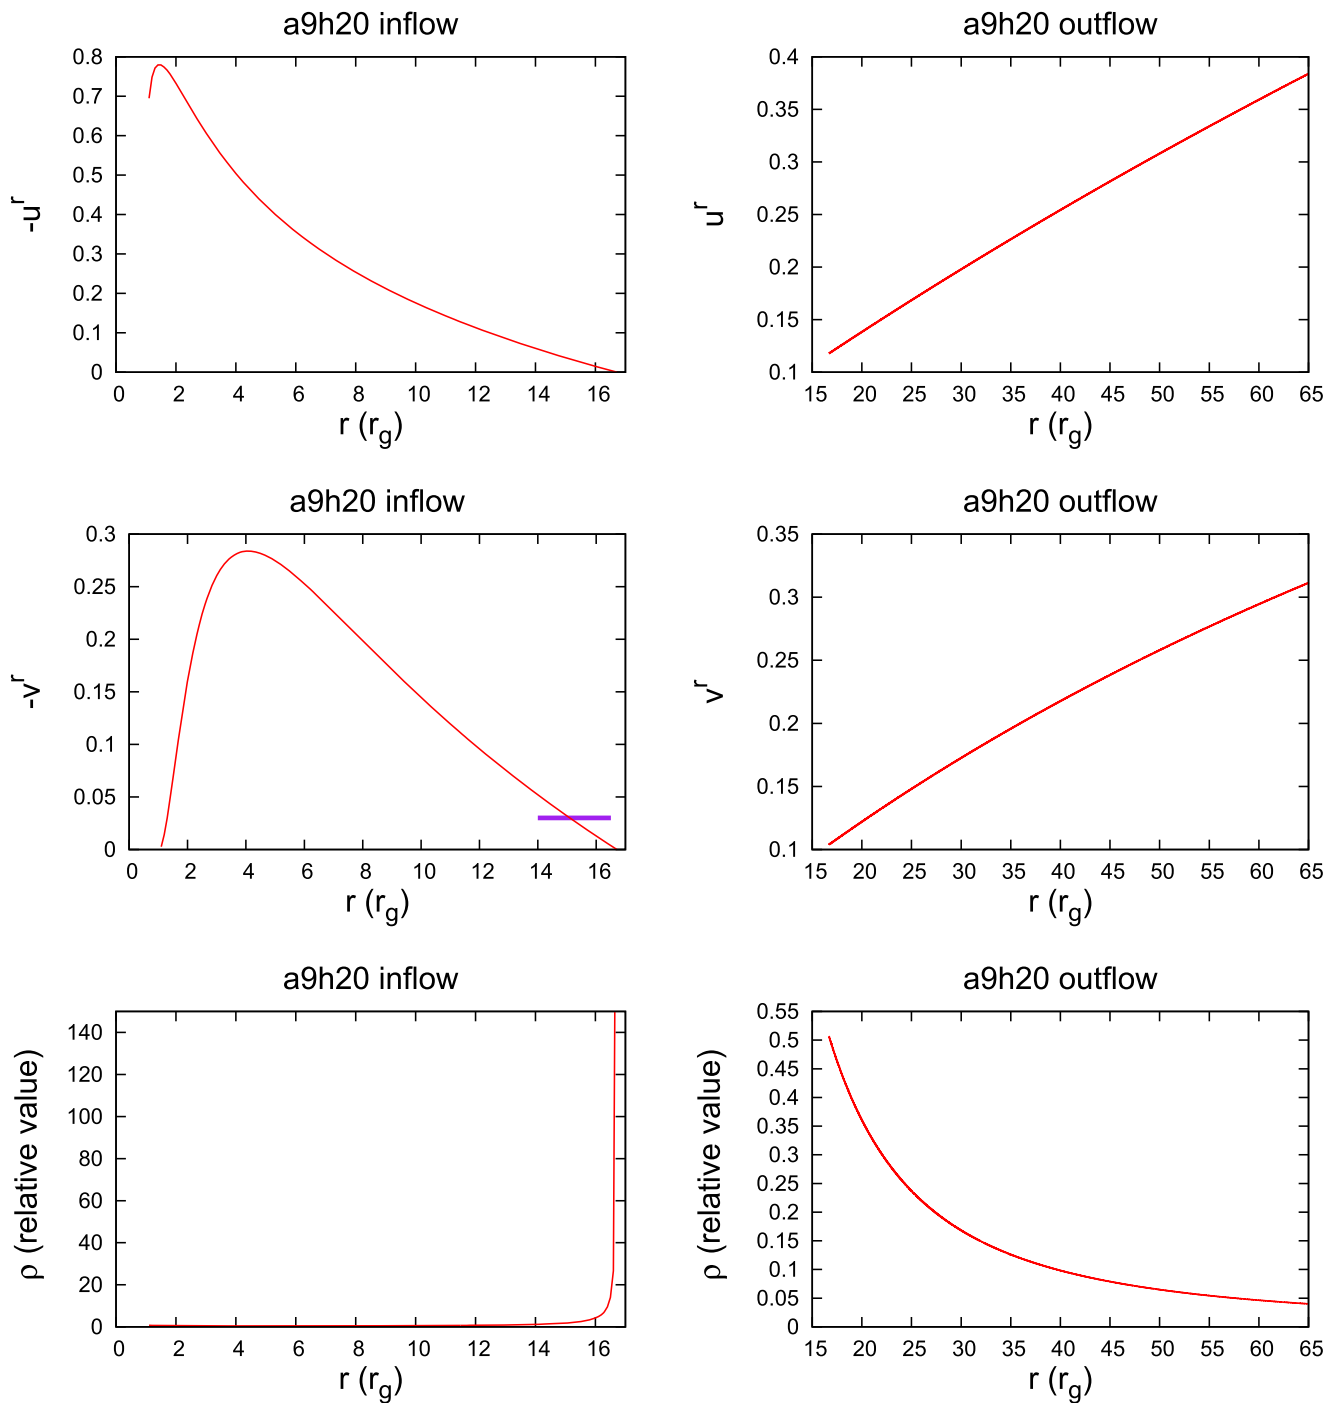 a9h20 inflow
0.8
0.7
0.6
0.5
0.4
0.3
0.2
0.1
0
-u^r
0 2 4 6 8 10 12 14 16
r (r_g)
a9h20 outflow
0.4
0.35
0.3
0.25
0.2
0.15
0.1
u^r
15 20 25 30 35 40 45 50 55 60 65
r (r_g)
a9h20 inflow
0.3
0.25
0.2
0.15
0.1
0.05
0
-v^r
0 2 4 6 8 10 12 14 16
r (r_g)
a9h20 outflow
0.35
0.3
0.25
0.2
0.15
0.1
v^r
15 20 25 30 35 40 45 50 55 60 65
r (r_g)
a9h20 inflow
140
120
100
80
60
40
20
0
ρ (relative value)
0 2 4 6 8 10 12 14 16
r (r_g)
a9h20 outflow
0.55
0.5
0.45
0.4
0.35
0.3
0.25
0.2
0.15
0.1
0.05
0
ρ (relative value)
15 20 25 30 35 40 45 50 55 60 65
r (r_g)